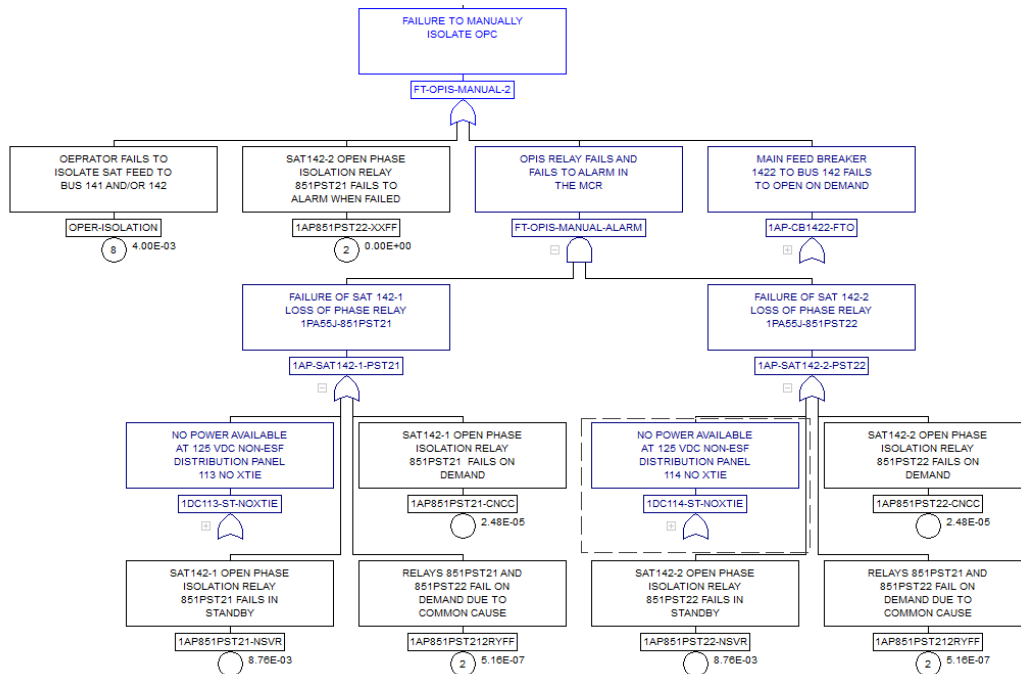 FAILURE TO MANUALLY
ISOLATE OPC
FT-OPIS-MANUAL-2
OEPRATOR FAILS TO
ISOLATE SAT FEED TO
BUS 141 AND/OR 142
OPER-ISOLATION
8
4.00E-03
SAT142-2 OPEN PHASE
ISOLATION RELAY
851PST21 FAILS TO
ALARM WHEN FAILED
1AP851PST22-XXFF
2
0.00E+00
OPIS RELAY FAILS AND
FAILS TO ALARM IN
THE MCR
FT-OPIS-MANUAL-ALARM
MAIN FEED BREAKER
1422 TO BUS 142 FAILS
TO OPEN ON DEMAND
1AP-CB1422-FTO
FAILURE OF SAT 142-1
LOSS OF PHASE RELAY
1PA55J-851PST21
1AP-SAT142-1-PST21
FAILURE OF SAT 142-2
LOSS OF PHASE RELAY
1PA55J-851PST22
1AP-SAT142-2-PST22
NO POWER AVAILABLE
AT 125 VDC NON-ESF
DISTRIBUTION PANEL
113 NO XTIE
1DC113-ST-NOXTIE
SAT142-1 OPEN PHASE
ISOLATION RELAY
851PST21 FAILS ON
DEMAND
1AP851PST21-CNCC
2.48E-05
NO POWER AVAILABLE
AT 125 VDC NON-ESF
DISTRIBUTION PANEL
114 NO XTIE
1DC114-ST-NOXTIE
SAT142-2 OPEN PHASE
ISOLATION RELAY
851PST22 FAILS ON
DEMAND
1AP851PST22-CNCC
2.48E-05
SAT142-1 OPEN PHASE
ISOLATION RELAY
851PST21 FAILS IN
STANDBY
1AP851PST21-NSVR
8.76E-03
RELAYS 851PST21 AND
851PST22 FAIL ON
DEMAND DUE TO
COMMON CAUSE
1AP851PST212RYFF
2
5.16E-07
SAT142-2 OPEN PHASE
ISOLATION RELAY
851PST22 FAILS IN
STANDBY
1AP851PST22-NSVR
8.76E-03
RELAYS 851PST21 AND
851PST22 FAIL ON
DEMAND DUE TO
COMMON CAUSE
1AP851PST212RYFF
2
5.16E-07